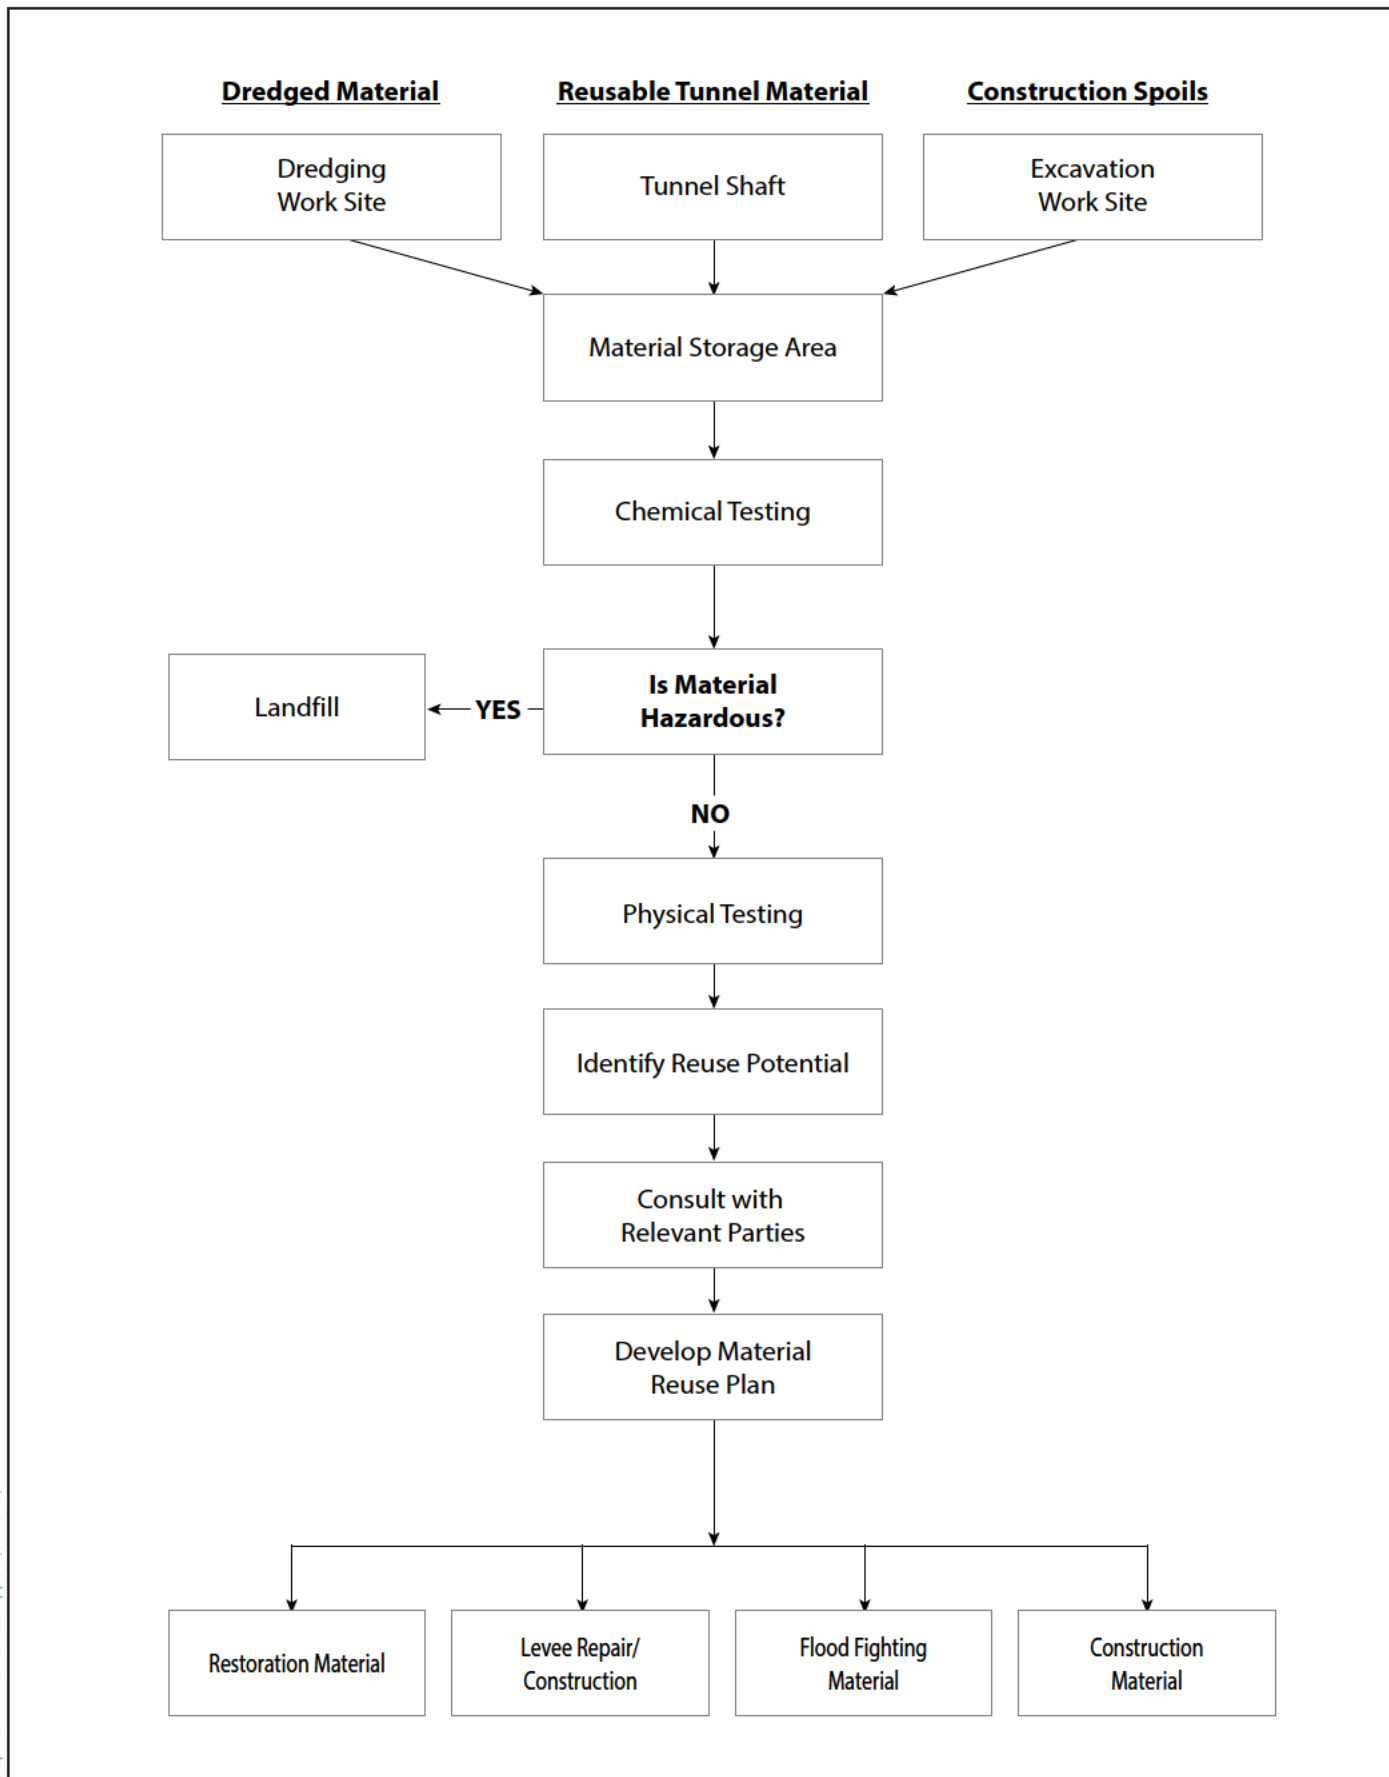 Dredged Material
Reusable Tunnel Material
Construction Spoils
Dredging
Work Site
Tunnel Shaft
Excavation
Work Site
Material Storage Area
Chemical Testing
Is Material
Hazardous?
YES
Landfill
NO
Physical Testing
Identify Reuse Potential
Consult with
Relevant Parties
Develop Material
Reuse Plan
Restoration Material
Levee Repair/
Construction
Flood Fighting
Material
Construction
Material